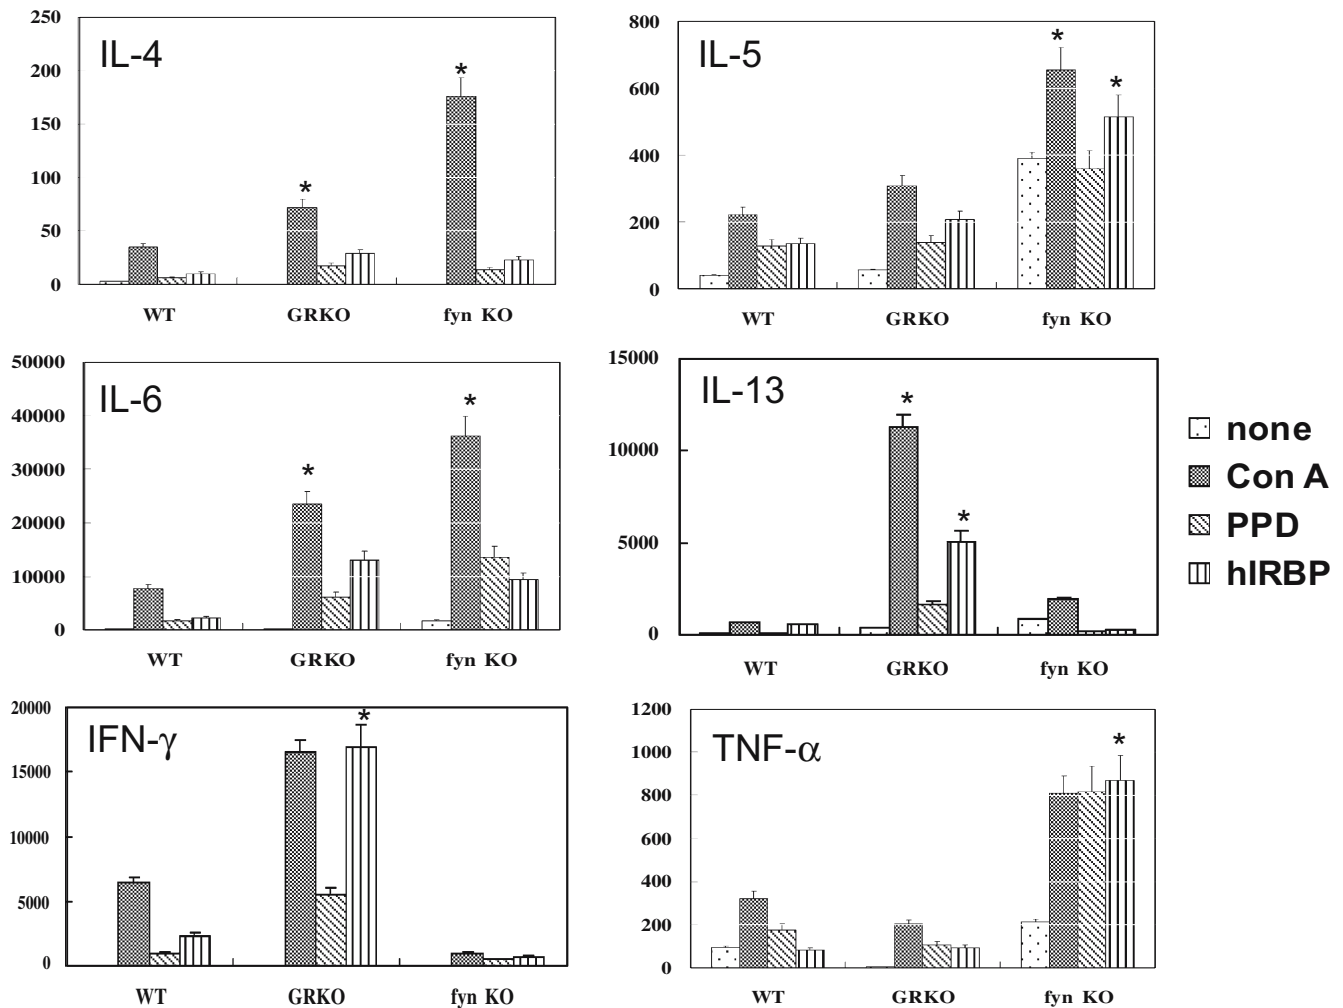 IL-4
250
200
150
100
50
0
WT GRKO fyn KO
IL-5
800
600
400
200
0
WT GRKO fyn KO
IL-6
50000
40000
30000
20000
10000
0
WT GRKO fyn KO
IL-13
15000
10000
5000
0
WT GRKO fyn KO
none
Con A
PPD
hIRBP
IFN-γ
20000
15000
10000
5000
0
WT GRKO fyn KO
TNF-α
1200
1000
800
600
400
200
0
WT GRKO fyn KO